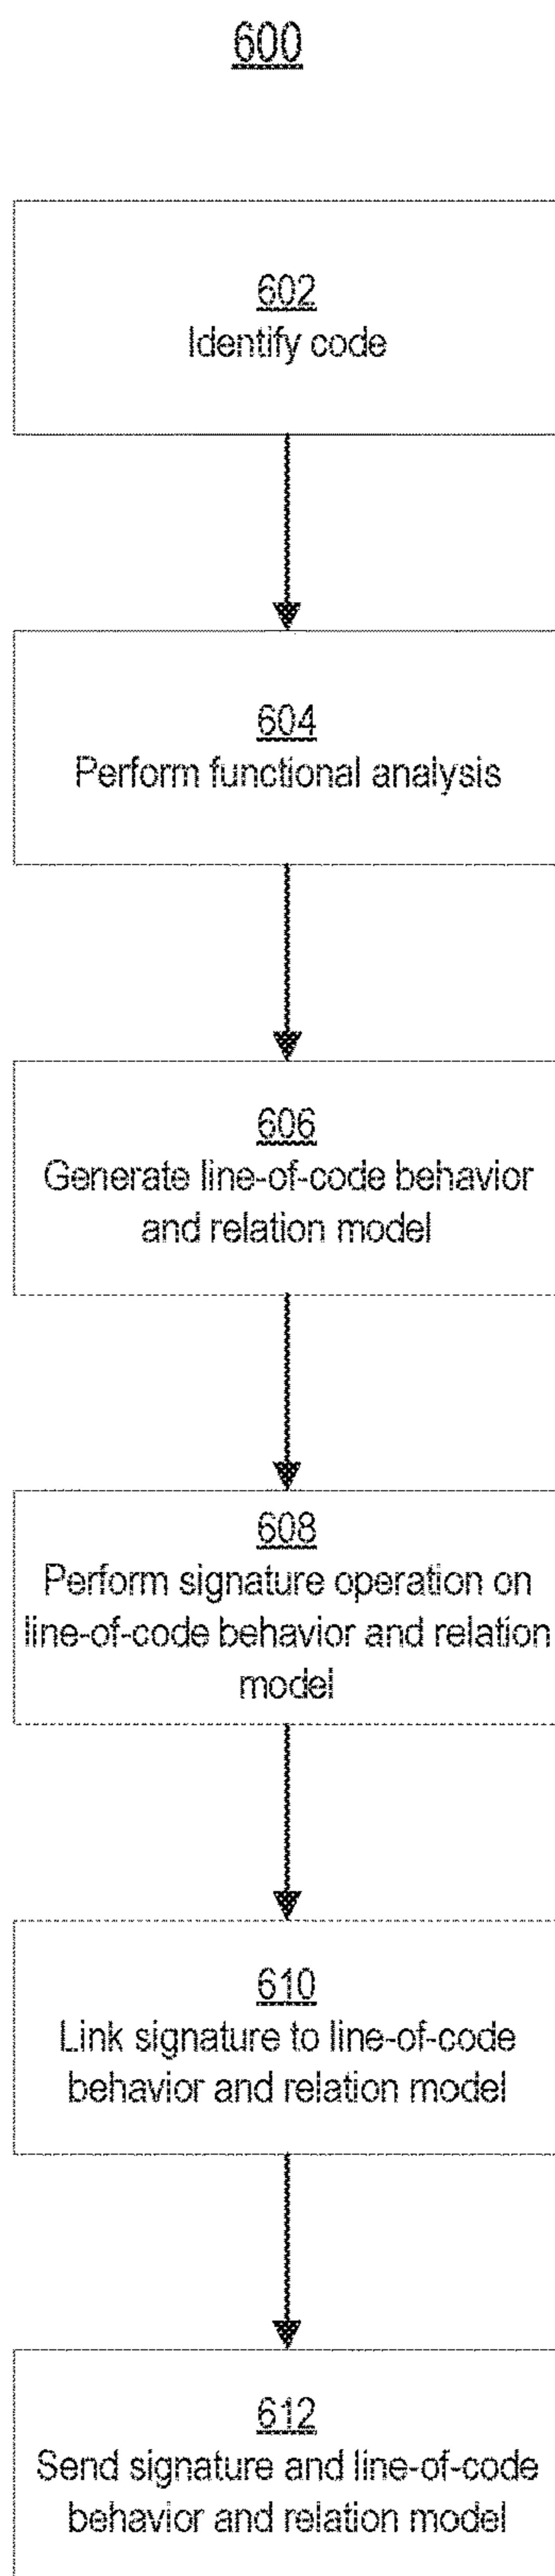 600
602
Identify code
604
Perform functional analysis
606
Generate line-of-code behavior
and relation model
608
Perform signature operation on
line-of-code behavior and relation
model
610
Link signature to line-of-code
behavior and relation model
612
Send signature and line-of-code
behavior and relation model